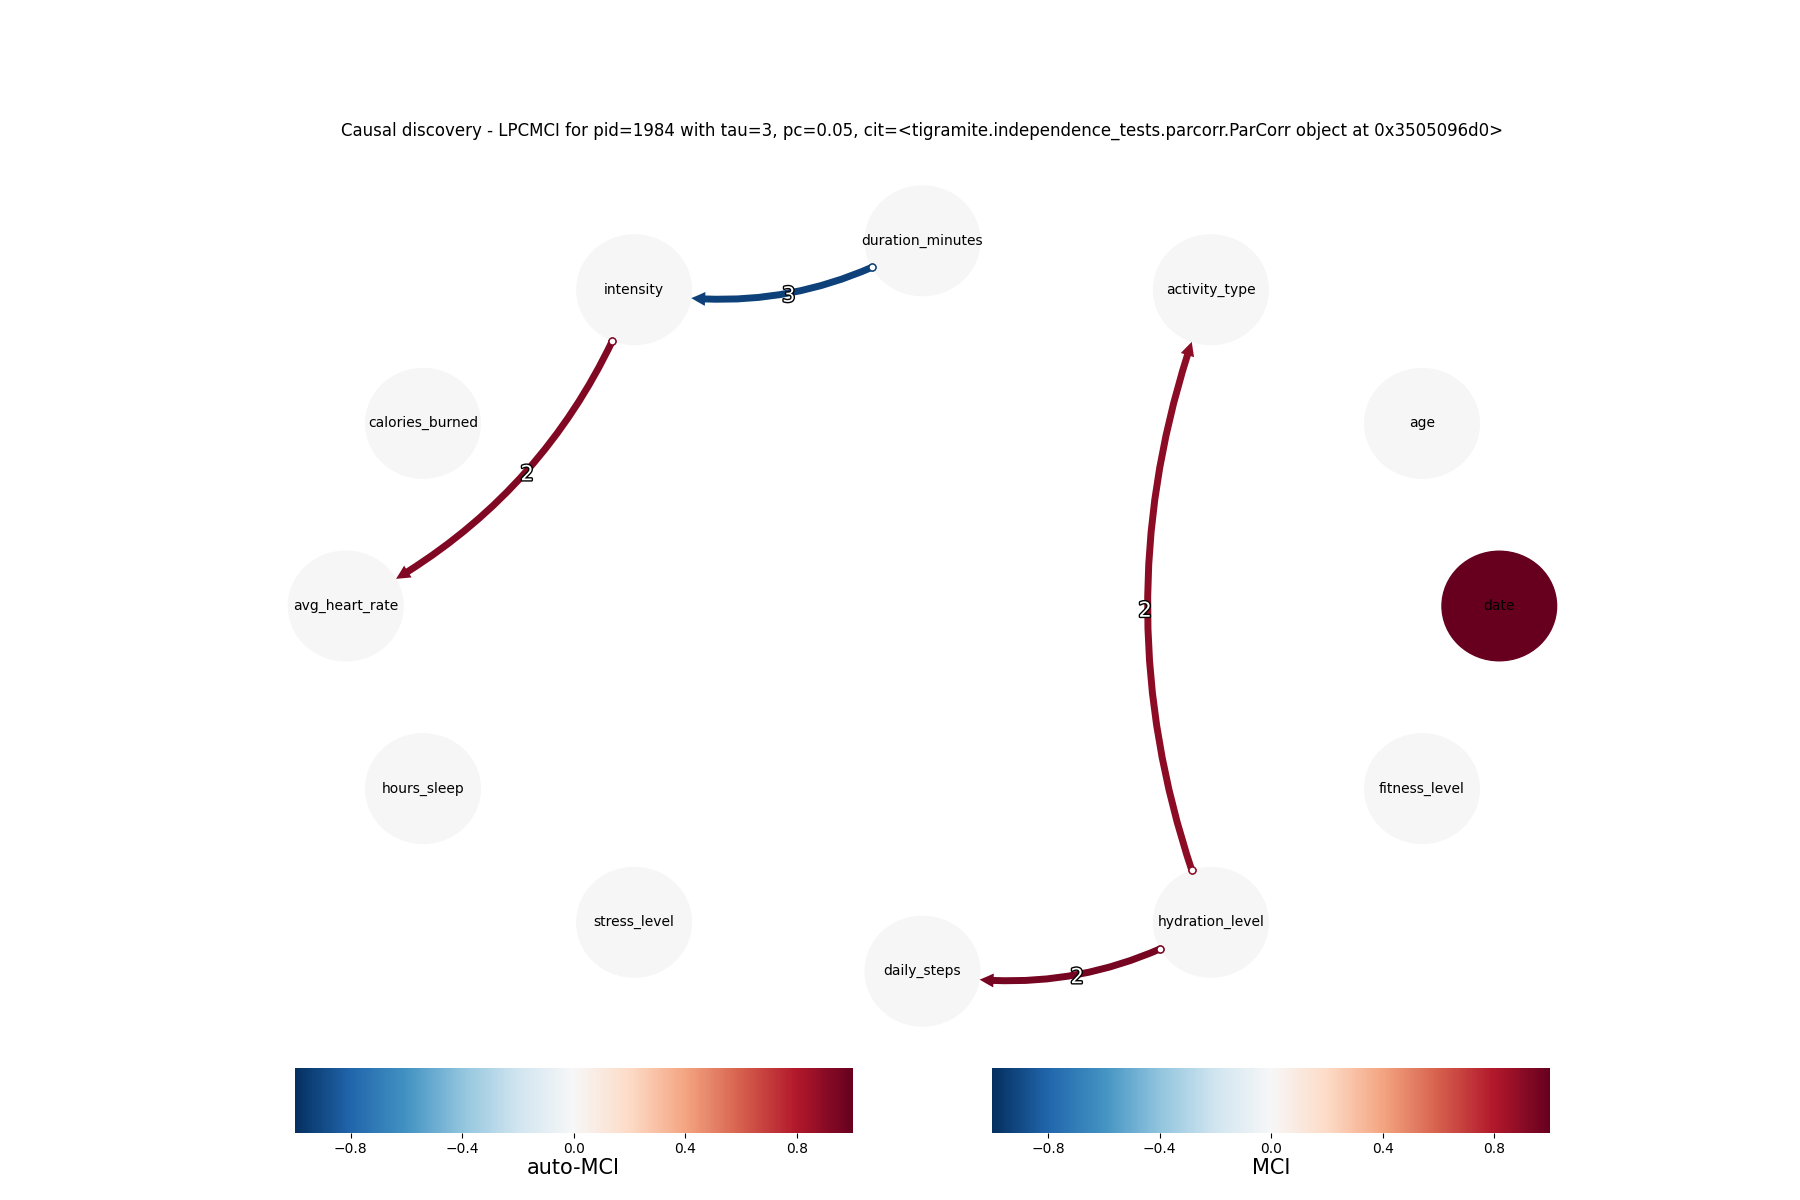 Causal discovery - LPCMCI for pid=1984 with tau=3, pc=0.05, cit=<tigramite.independence_tests.parcorr.ParCorr object at 0x3505096d0>
duration_minutes
intensity
activity_type
3
calories_burned
age
2
avg_heart_rate
date
2
hours_sleep
fitness_level
stress_level
hydration_level
daily_steps
2
−0.8 −0.4 0.0 0.4 0.8
auto-MCI
−0.8 −0.4 0.0 0.4 0.8
MCI